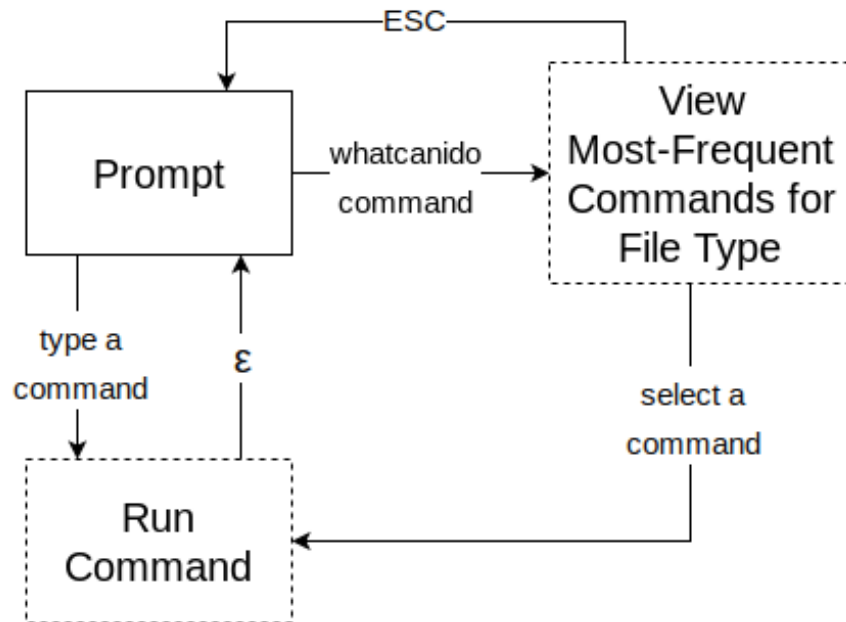 ESC
View
Most-Frequent
Commands for
File Type
Prompt
whatcanido
command
type a
command
ε
select a
command
Run
Command